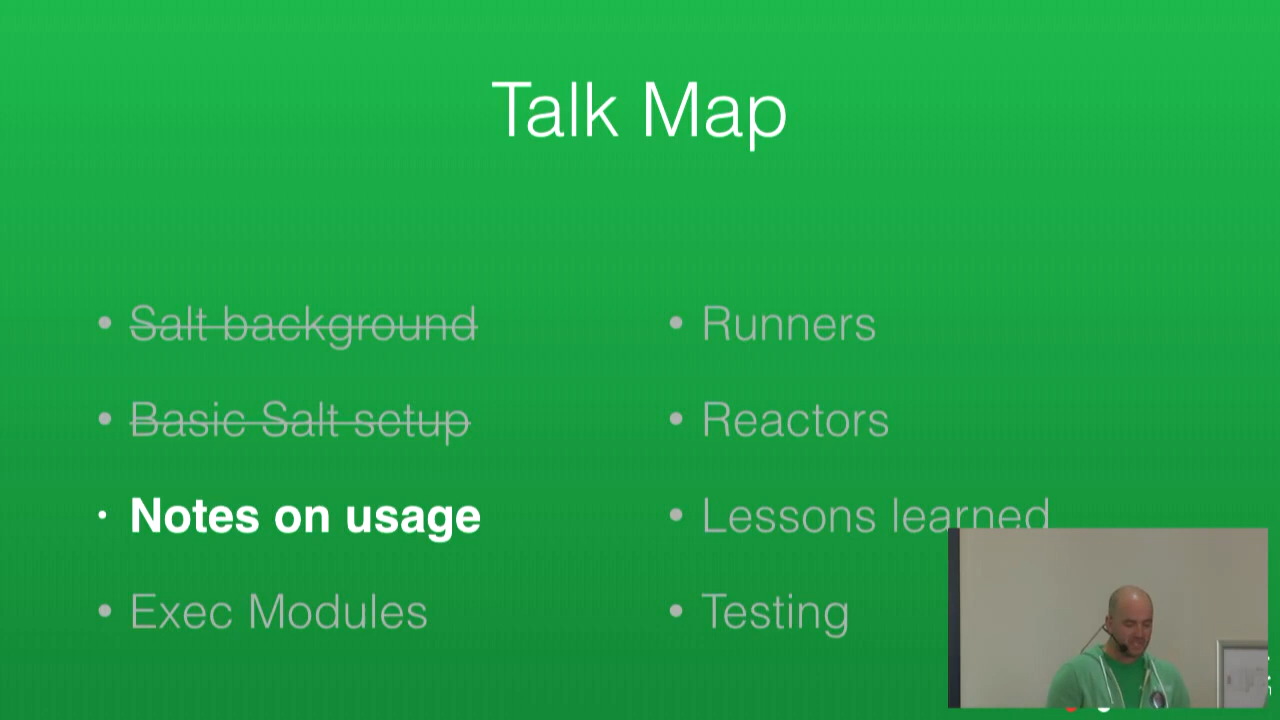 Talk Map
• Salt background
• Basic Salt setup
• Notes on usage
• Exec Modules
• Runners
• Reactors
• Lessons learned
• Testing